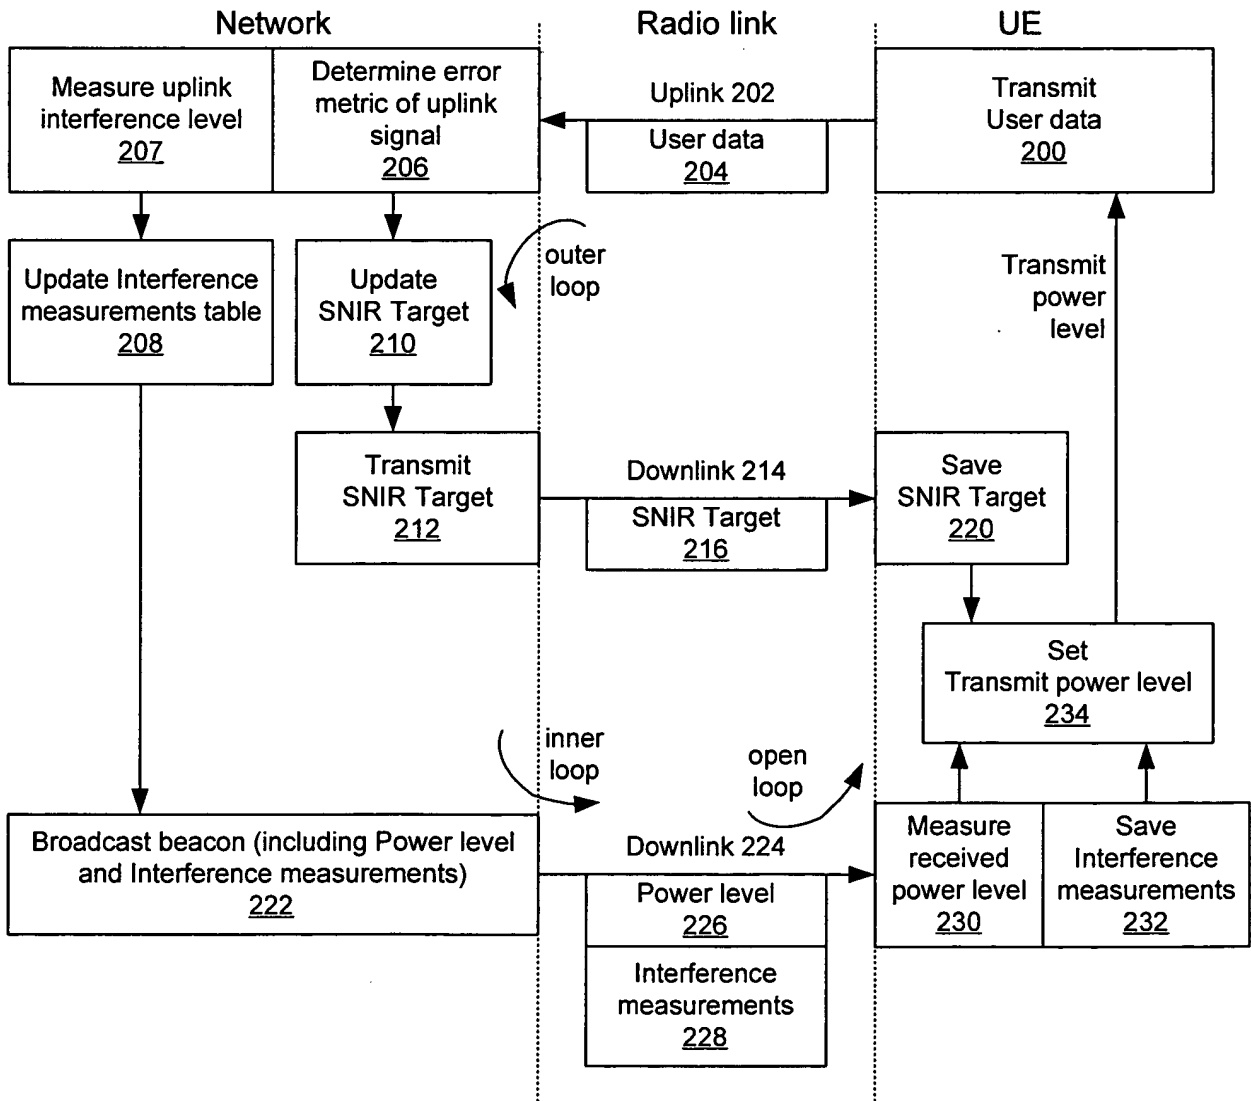 Network
Radio link
UE
Measure uplink
interference level
207
Determine error
metric of uplink
signal
206
Uplink 202
User data
204
Transmit
User data
200
Update Interference
measurements table
208
Update
SNIR Target
210
outer
loop
Transmit
power
level
Transmit
SNIR Target
212
Downlink 214
SNIR Target
216
Save
SNIR Target
220
Set
Transmit power level
234
inner
loop
open
loop
Broadcast beacon (including Power level
and Interference measurements)
222
Downlink 224
Power level
226
Interference
measurements
228
Measure
received
power level
230
Save
Interference
measurements
232